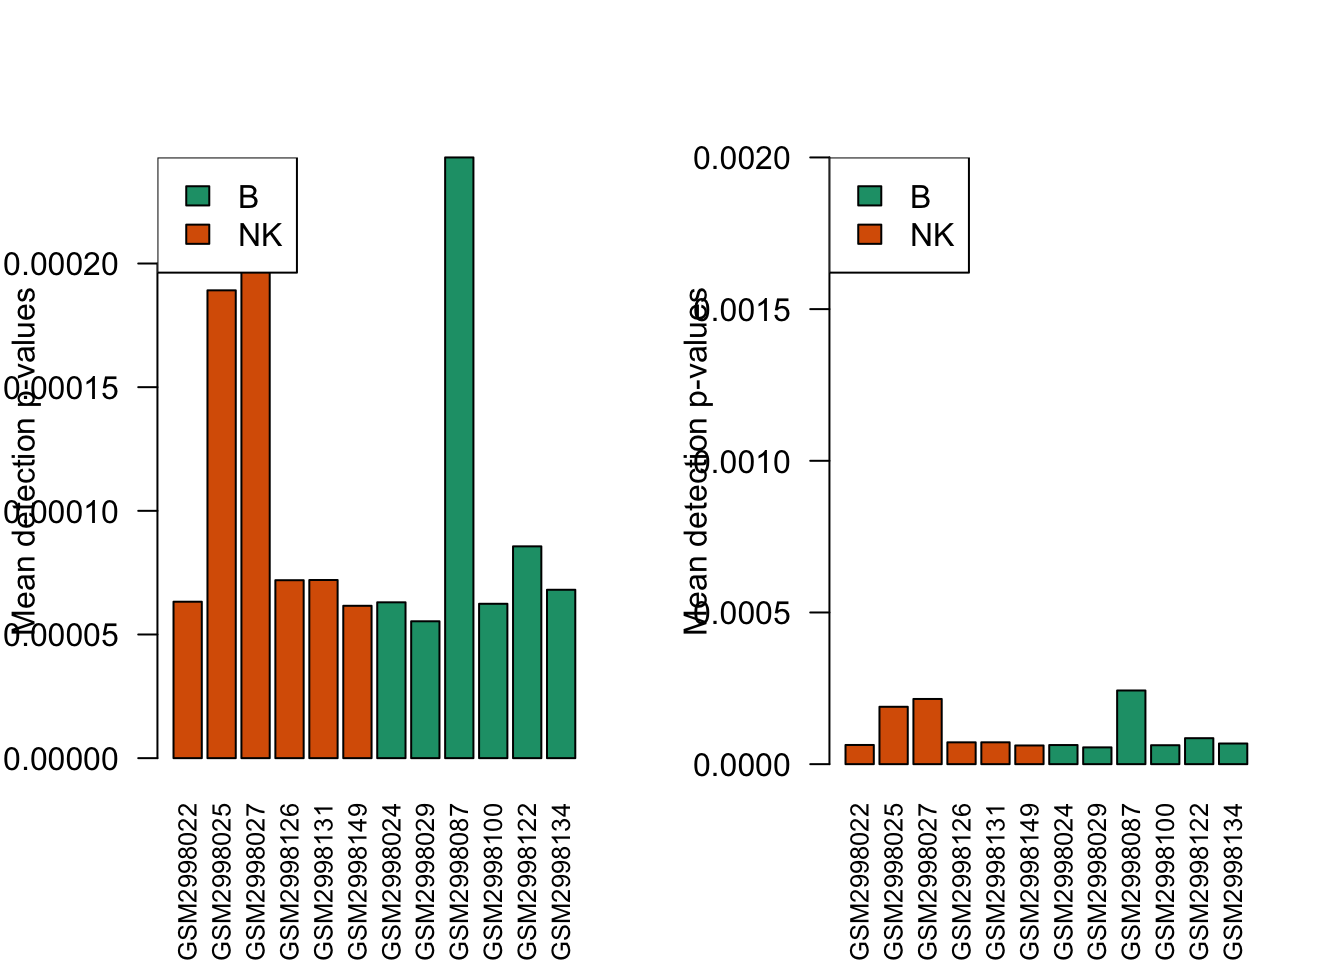 B
NK
0.00020
0.00015
0.00010
0.00005
0.00000
Mean detection p-values
GSM2998022
GSM2998025
GSM2998027
GSM2998126
GSM2998131
GSM2998149
GSM2998024
GSM2998029
GSM2998087
GSM2998100
GSM2998122
GSM2998134
B
NK
0.0020
0.0015
0.0010
0.0005
0.0000
Mean detection p-values
GSM2998022
GSM2998025
GSM2998027
GSM2998126
GSM2998131
GSM2998149
GSM2998024
GSM2998029
GSM2998087
GSM2998100
GSM2998122
GSM2998134